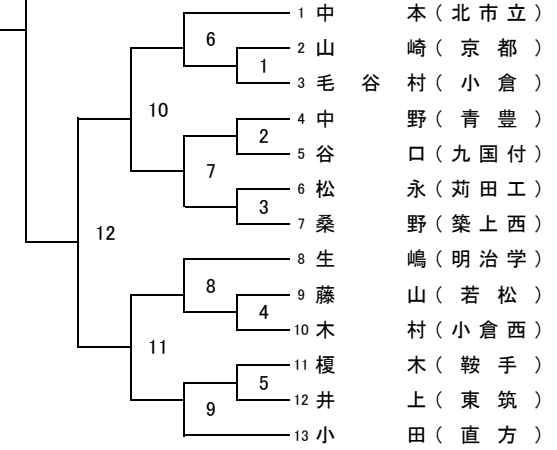 1 中本（北市立）
2 山崎（京都）
3 毛谷村（小倉）
4 中野（青豊）
5 谷口（九国付）
6 松永（苅田工）
7 桑野（築上西）
8 生嶋（明治学）
9 藤山（若松）
10 木村（小倉西）
11 榎木（鞍手）
12 井上（東筑）
13 小田（直方）
6
1
10
2
7
3
12
8
4
11
5
9